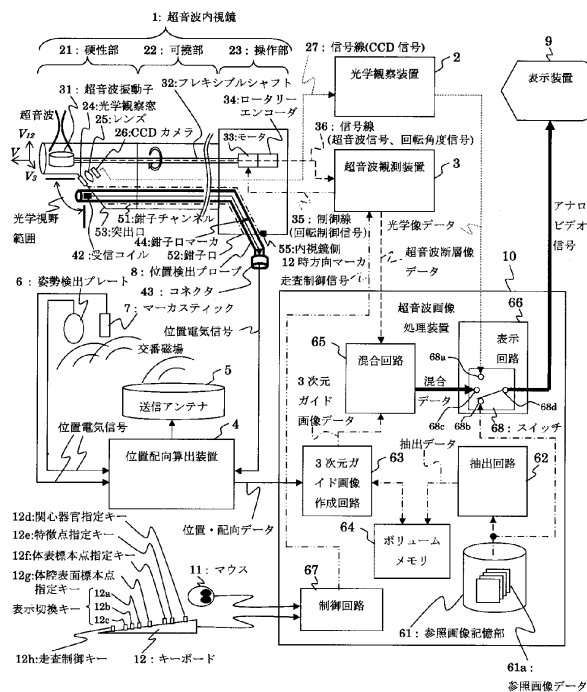 1：超音波内視鏡
21：硬性部
22：可撓部
23：操作部
31：超音波振動子
32：フレキシブルシャフト
24：光学観察窓
25：レンズ
26：CCD カメラ
34：ロータリー
エンコーダ
33：モータ
超音波
V12
V
V3
光学視野
範囲
42：受信コイル
53：突出口
51：鉗子チャンネル
44：鉗子口マーカ
52：鉗子口
8：位置検出プローブ
43：コネクタ
55：内視鏡側
12 時方向マーカ
27：信号線(CCD 信号)
2
光学観察装置
36：信号線
(超音波信号、回転角度信号)
3
超音波観測装置
35：制御線
(回転制御信号)
走査制御信号
光学像データ
超音波断層像
データ
9
表示装置
アナログ
ビデオ
信号
6：姿勢検出プレート
7：マーカスティック
位置電気信号
交番磁場
5
送信アンテナ
位置電気信号
4
位置配向算出装置
位置・配向データ
10
超音波画像
処理装置
66
表示
回路
68a
68c
68b
68d
68：スイッチ
65
混合回路
混合
データ
3 次元
ガイド
画像データ
抽出データ
63
3 次元ガ
イド画像
作成回路
62
抽出回路
64
ボリューム
メモリ
67
制御回路
61：参照画像記憶部
61a：
参照画像データ
12d：関心器官指定キー
12e：特徴点指定キー
12f：体表標本点指定キー
12g：体腔表面標本点
指定キー
表示切換キー
12a
12b
12c
12h：走査制御キー
12：キーボード
11：マウス